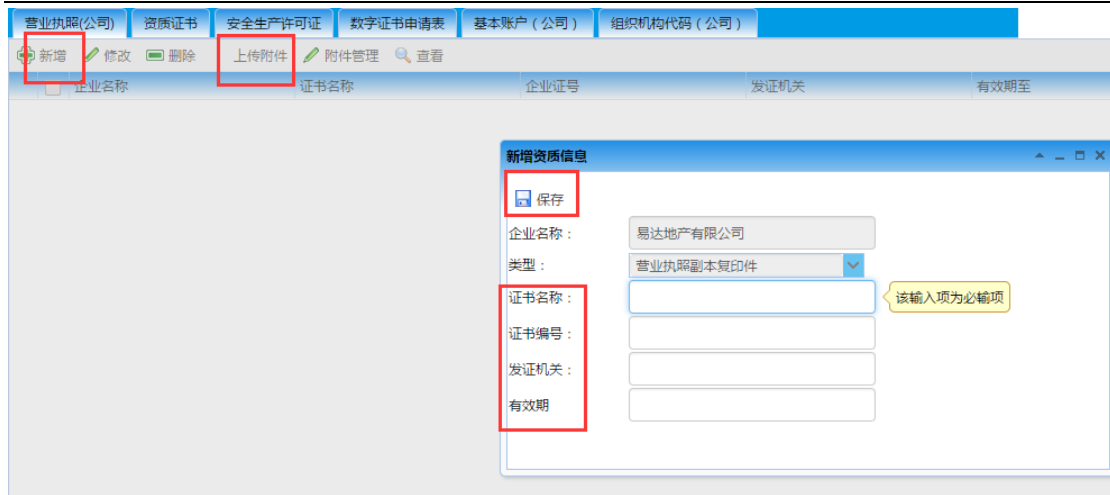 营业执照(公司) 资质证书 安全生产许可证 数字证书申请表 基本账户（公司） 组织机构代码（公司）
新增 修改 删除 上传附件 附件管理 查看
企业名称 证书名称 企业证号 发证机关 有效期至
新增资质信息
保存
企业名称： 易达地产有限公司
类型： 营业执照副本复印件
证书名称： 该输入项为必输项
证书编号：
发证机关：
有效期